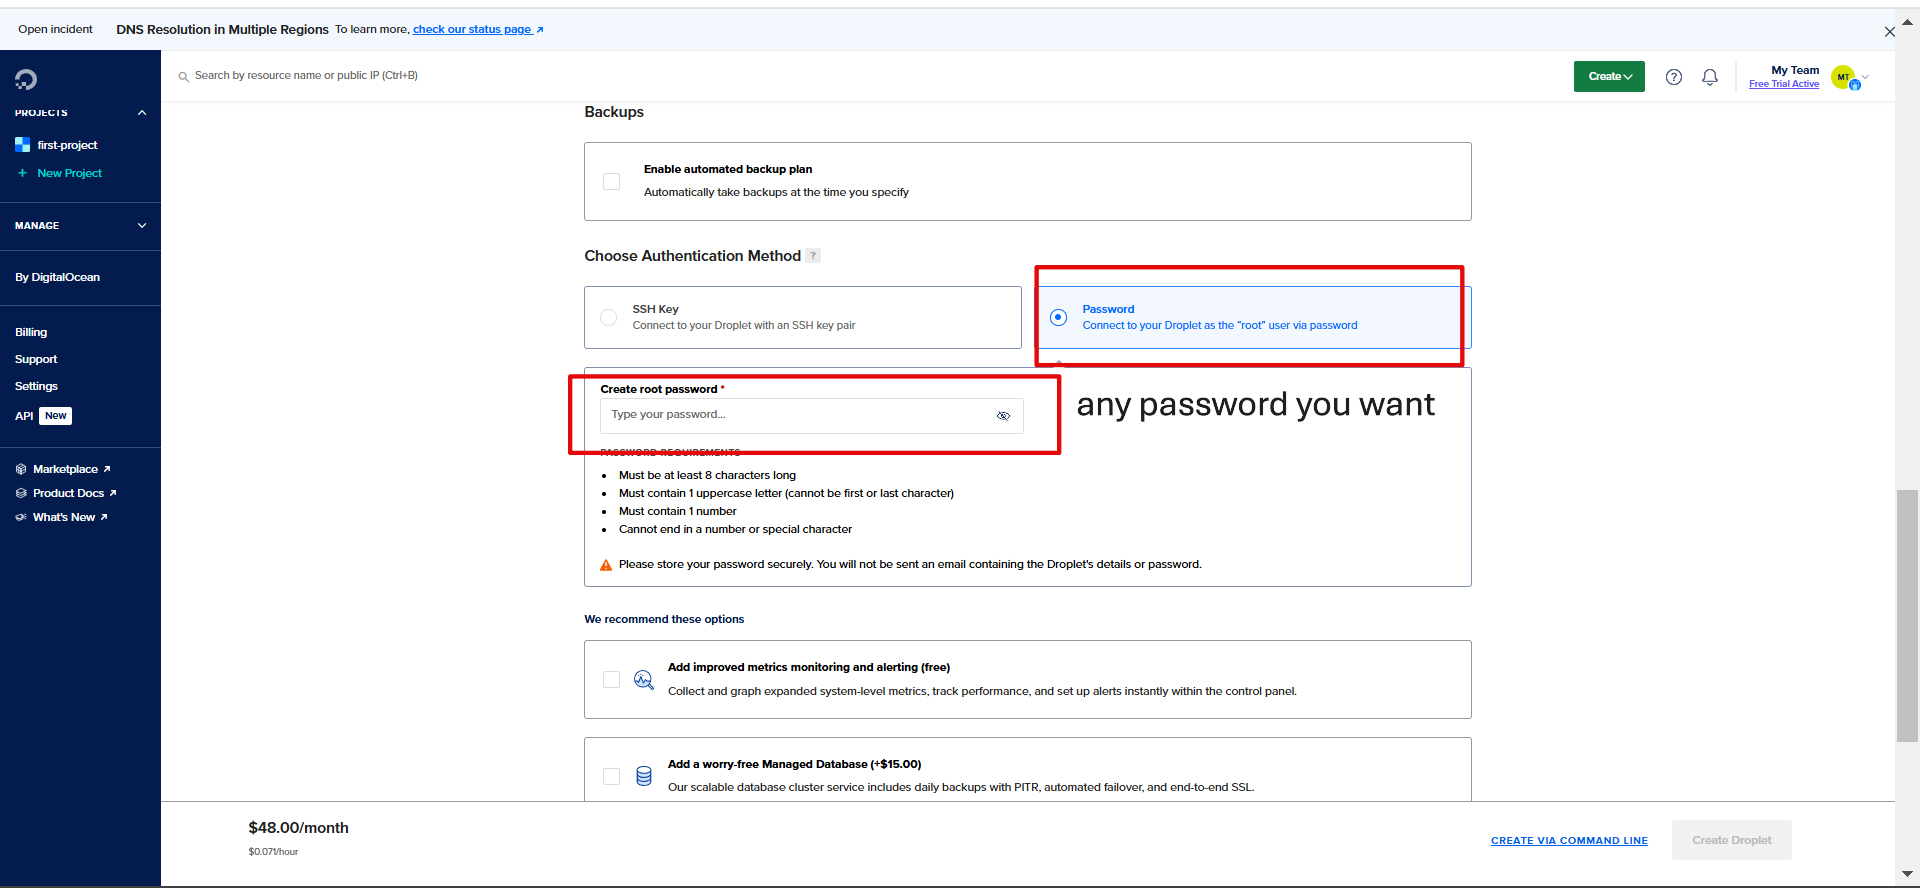 Open incident DNS Resolution in Multiple Regions To learn more, check our status page
Search by resource name or public IP (Ctrl+B)
Create
My Team
Free Trial Active
MT
PROJECTS
first-project
+ New Project
MANAGE
By DigitalOcean
Billing
Support
Settings
API New
Marketplace
Product Docs
What's New
Backups
Enable automated backup plan
Automatically take backups at the time you specify
Choose Authentication Method ?
SSH Key
Connect to your Droplet with an SSH key pair
Password
Connect to your Droplet as the “root” user via password
Create root password *
Type your password...
any password you want
PASSWORD REQUIREMENTS
Must be at least 8 characters long
Must contain 1 uppercase letter (cannot be first or last character)
Must contain 1 number
Cannot end in a number or special character
Please store your password securely. You will not be sent an email containing the Droplet's details or password.
We recommend these options
Add improved metrics monitoring and alerting (free)
Collect and graph expanded system-level metrics, track performance, and set up alerts instantly within the control panel.
Add a worry-free Managed Database (+$15.00)
Our scalable database cluster service includes daily backups with PITR, automated failover, and end-to-end SSL.
$48.00/month
$0.071/hour
CREATE VIA COMMAND LINE
Create Droplet